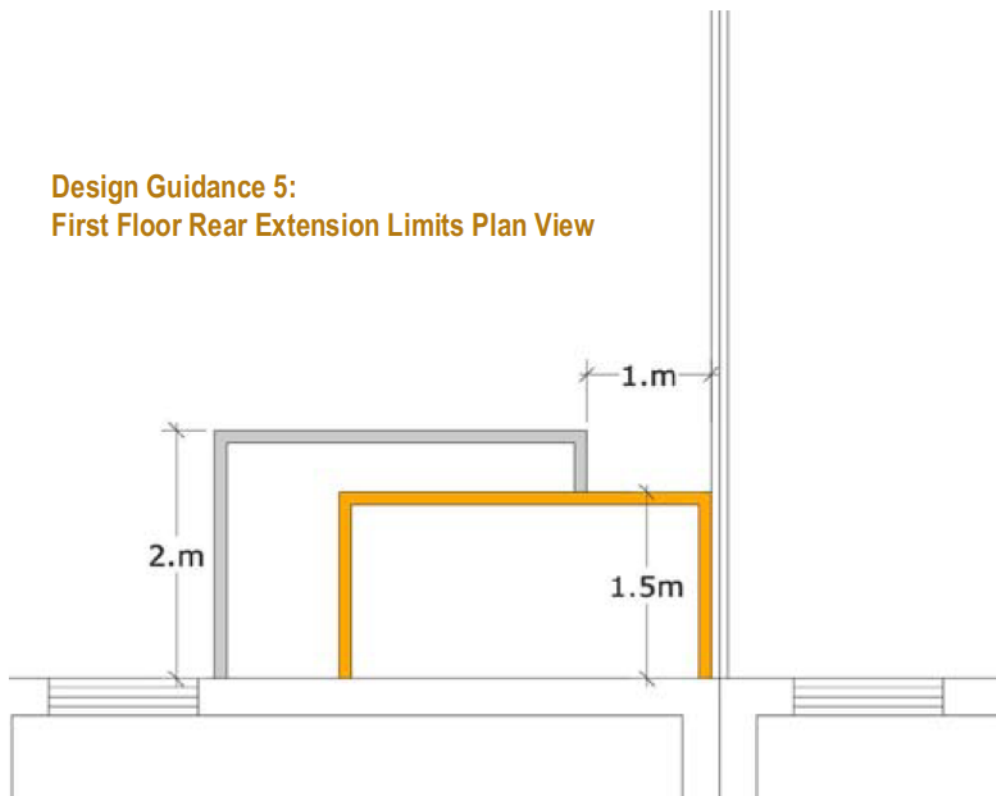 Design Guidance 5:
First Floor Rear Extension Limits Plan View
1.m
2.m
1.5m